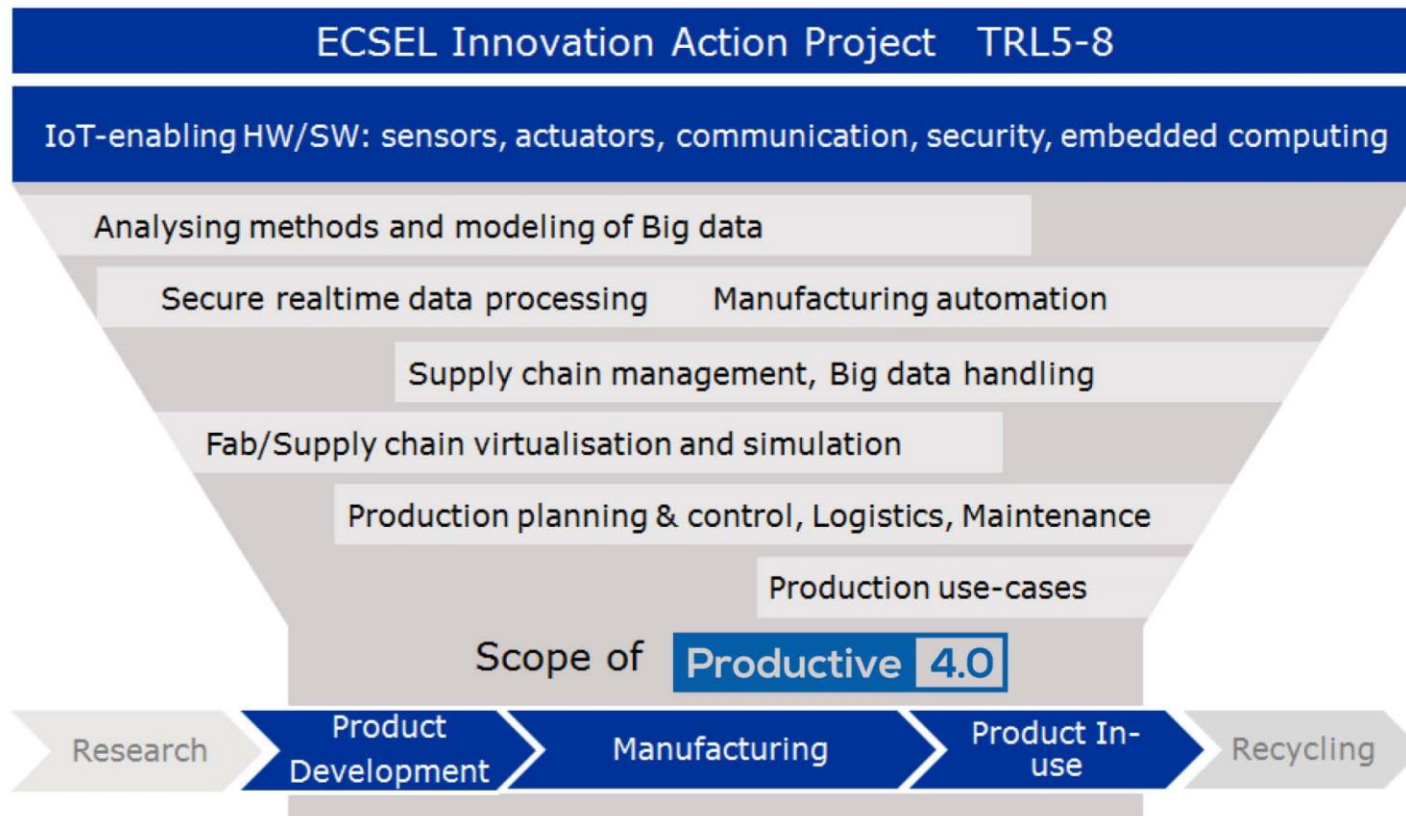 ECSEL Innovation Action Project TRL5-8
IoT-enabling HW/SW: sensors, actuators, communication, security, embedded computing
Analysing methods and modeling of Big data
Secure realtime data processing Manufacturing automation
Supply chain management, Big data handling
Fab/Supply chain virtualisation and simulation
Production planning & control, Logistics, Maintenance
Production use-cases
Scope of Productive 4.0
Research
Product
Development
Manufacturing
Product In-
use
Recycling